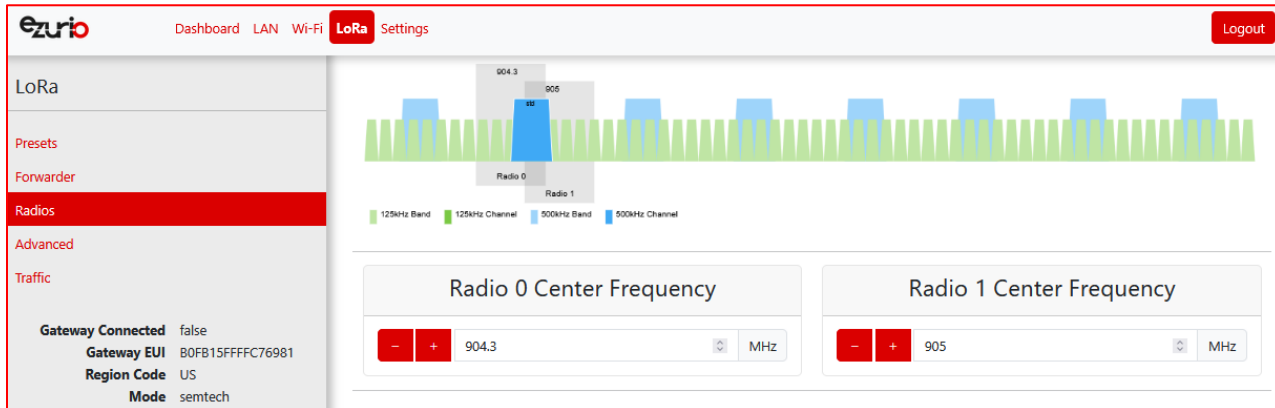 ezurio
Dashboard LAN Wi-Fi LoRa Settings Logout
LoRa
Presets
Forwarder
Radios
Advanced
Traffic
Gateway Connected false
Gateway EUI B0FB15FFFFC76981
Region Code US
Mode semtech
904.3
905
std
Radio 0
Radio 1
125kHz Band 125kHz Channel 500kHz Band 500kHz Channel
Radio 0 Center Frequency
− + 904.3 MHz
Radio 1 Center Frequency
− + 905 MHz